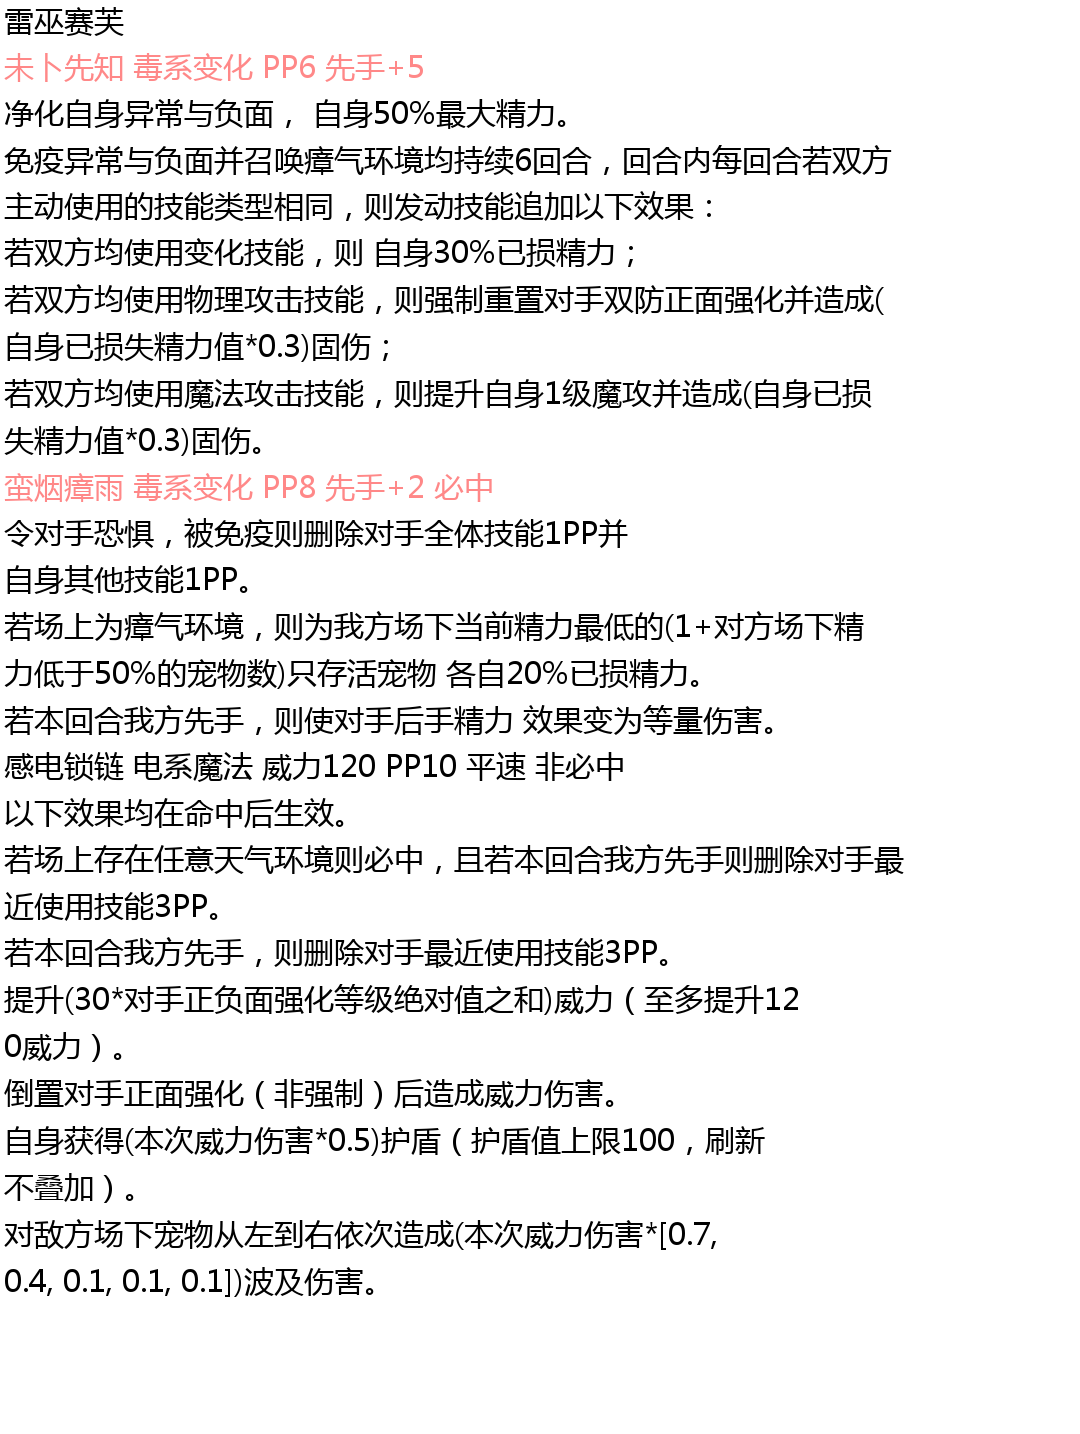 雷巫赛芙
未卜先知 毒系变化 PP6 先手+5
净化自身异常与负面， 自身50%最大精力。
免疫异常与负面并召唤瘴气环境均持续6回合，回合内每回合若双方
主动使用的技能类型相同，则发动技能追加以下效果：
若双方均使用变化技能，则 自身30%已损精力；
若双方均使用物理攻击技能，则强制重置对手双防正面强化并造成(
自身已损失精力值*0.3)固伤；
若双方均使用魔法攻击技能，则提升自身1级魔攻并造成(自身已损
失精力值*0.3)固伤。
蛮烟瘴雨 毒系变化 PP8 先手+2 必中
令对手恐惧，被免疫则删除对手全体技能1PP并
自身其他技能1PP。
若场上为瘴气环境，则为我方场下当前精力最低的(1+对方场下精
力低于50%的宠物数)只存活宠物 各自20%已损精力。
若本回合我方先手，则使对手后手精力 效果变为等量伤害。
感电锁链 电系魔法 威力120 PP10 平速 非必中
以下效果均在命中后生效。
若场上存在任意天气环境则必中，且若本回合我方先手则删除对手最
近使用技能3PP。
若本回合我方先手，则删除对手最近使用技能3PP。
提升(30*对手正负面强化等级绝对值之和)威力（至多提升12
0威力）。
倒置对手正面强化（非强制）后造成威力伤害。
自身获得(本次威力伤害*0.5)护盾（护盾值上限100，刷新
不叠加）。
对敌方场下宠物从左到右依次造成(本次威力伤害*[0.7,
0.4, 0.1, 0.1, 0.1])波及伤害。